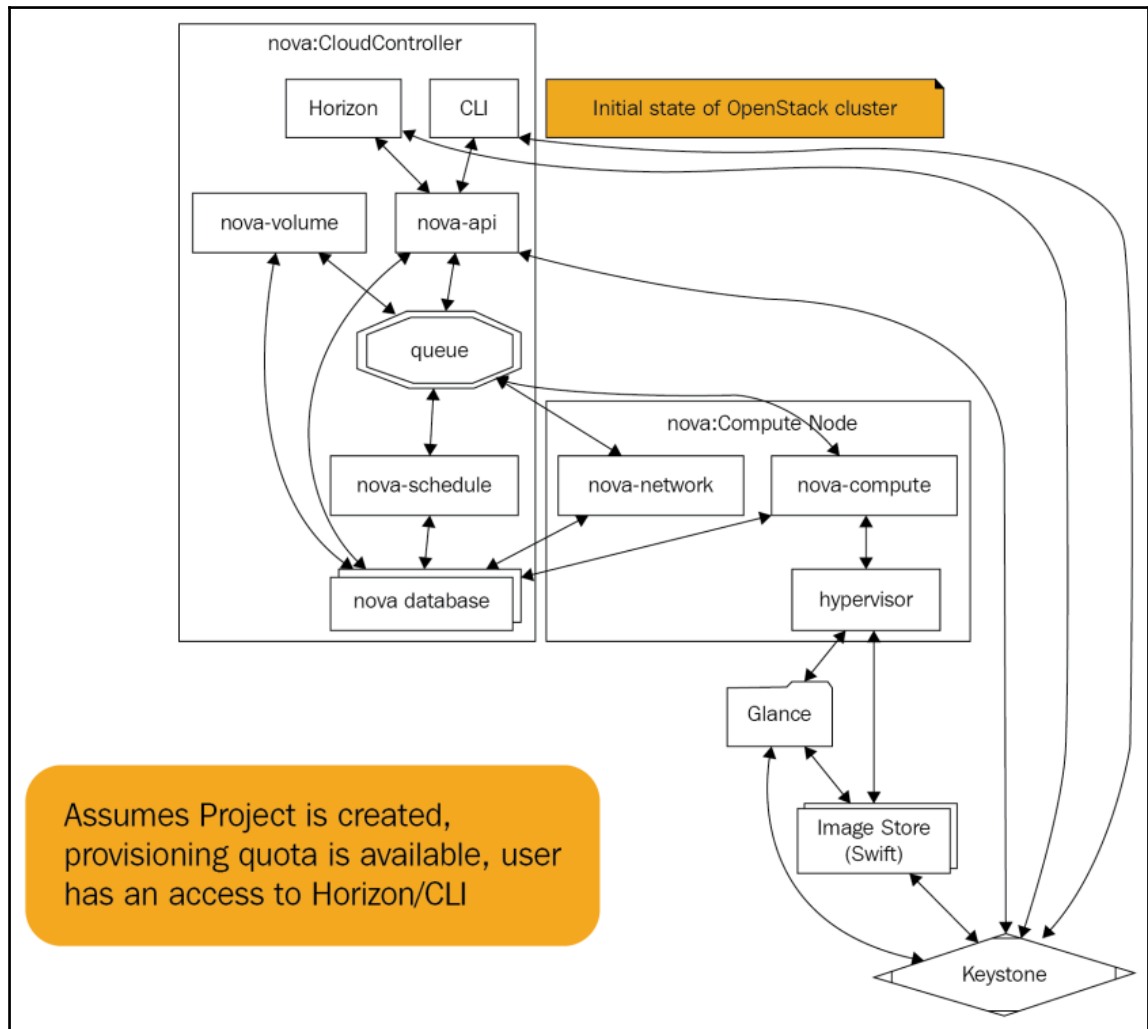 nova:CloudController
Horizon
CLI
Initial state of OpenStack cluster
nova-volume
nova-api
queue
nova:Compute Node
nova-schedule
nova-network
nova-compute
nova database
hypervisor
Glance
Image Store
(Swift)
Assumes Project is created,
provisioning quota is available, user
has an access to Horizon/CLI
Keystone